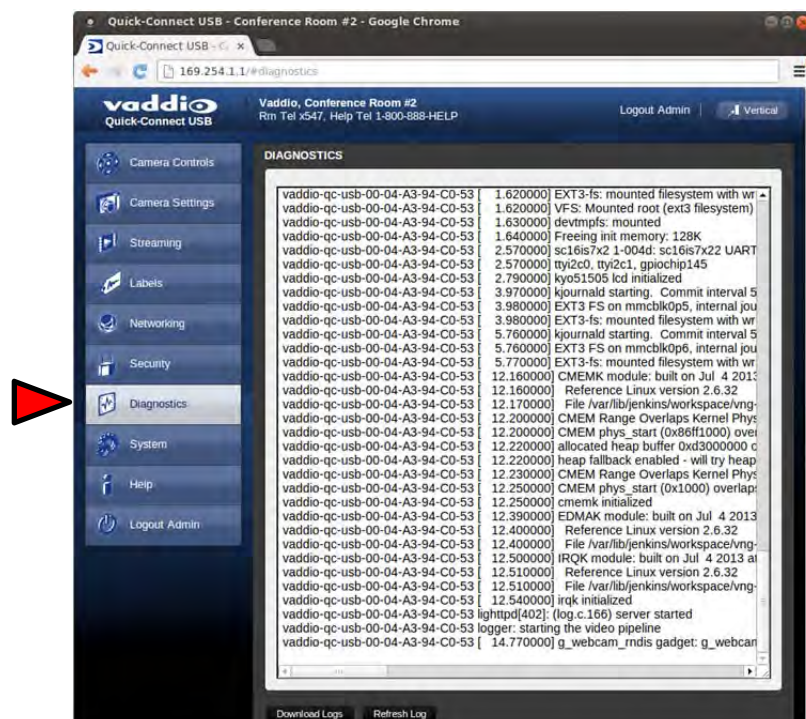 Quick-Connect USB - Conference Room #2 - Google Chrome
Quick-Connect USB - C
169.254.1.1/#diagnostics
vaddio
Quick-Connect USB
Vaddio, Conference Room #2
Rm Tel x547, Help Tel 1-800-888-HELP
Logout Admin
Vertical
Camera Controls
Camera Settings
Streaming
Labels
Networking
Security
Diagnostics
System
Help
Logout Admin
DIAGNOSTICS
vaddio-qc-usb-00-04-A3-94-C0-53 [ 1.620000] EXT3-fs: mounted filesystem with wr
vaddio-qc-usb-00-04-A3-94-C0-53 [ 1.620000] VFS: Mounted root (ext3 filesystem)
vaddio-qc-usb-00-04-A3-94-C0-53 [ 1.630000] devtmpfs: mounted
vaddio-qc-usb-00-04-A3-94-C0-53 [ 1.640000] Freeing init memory: 128K
vaddio-qc-usb-00-04-A3-94-C0-53 [ 2.570000] sc16is7x2 1-004d: sc16is7x22 UART
vaddio-qc-usb-00-04-A3-94-C0-53 [ 2.570000] ttyi2c0, ttyi2c1, gpiochip145
vaddio-qc-usb-00-04-A3-94-C0-53 [ 2.790000] kyo51505 lcd initialized
vaddio-qc-usb-00-04-A3-94-C0-53 [ 3.970000] kjournald starting. Commit interval 5
vaddio-qc-usb-00-04-A3-94-C0-53 [ 3.980000] EXT3 FS on mmcblk0p5, internal jou
vaddio-qc-usb-00-04-A3-94-C0-53 [ 3.980000] EXT3-fs: mounted filesystem with wr
vaddio-qc-usb-00-04-A3-94-C0-53 [ 5.760000] kjournald starting. Commit interval 5
vaddio-qc-usb-00-04-A3-94-C0-53 [ 5.760000] EXT3 FS on mmcblk0p6, internal jou
vaddio-qc-usb-00-04-A3-94-C0-53 [ 5.770000] EXT3-fs: mounted filesystem with wr
vaddio-qc-usb-00-04-A3-94-C0-53 [ 12.160000] CMEMK module: built on Jul 4 2013
vaddio-qc-usb-00-04-A3-94-C0-53 [ 12.160000] Reference Linux version 2.6.32
vaddio-qc-usb-00-04-A3-94-C0-53 [ 12.170000] File /var/lib/jenkins/workspace/vng-
vaddio-qc-usb-00-04-A3-94-C0-53 [ 12.200000] CMEM Range Overlaps Kernel Phys
vaddio-qc-usb-00-04-A3-94-C0-53 [ 12.200000] CMEM phys_start (0x86ff1000) over
vaddio-qc-usb-00-04-A3-94-C0-53 [ 12.220000] allocated heap buffer 0xd3000000 o
vaddio-qc-usb-00-04-A3-94-C0-53 [ 12.220000] heap fallback enabled - will try heap
vaddio-qc-usb-00-04-A3-94-C0-53 [ 12.230000] CMEM Range Overlaps Kernel Phys
vaddio-qc-usb-00-04-A3-94-C0-53 [ 12.250000] CMEM phys_start (0x1000) overlaps
vaddio-qc-usb-00-04-A3-94-C0-53 [ 12.250000] cmemk initialized
vaddio-qc-usb-00-04-A3-94-C0-53 [ 12.390000] EDMAK module: built on Jul 4 2013
vaddio-qc-usb-00-04-A3-94-C0-53 [ 12.400000] Reference Linux version 2.6.32
vaddio-qc-usb-00-04-A3-94-C0-53 [ 12.400000] File /var/lib/jenkins/workspace/vng-
vaddio-qc-usb-00-04-A3-94-C0-53 [ 12.500000] IRQK module: built on Jul 4 2013 at
vaddio-qc-usb-00-04-A3-94-C0-53 [ 12.510000] Reference Linux version 2.6.32
vaddio-qc-usb-00-04-A3-94-C0-53 [ 12.510000] File /var/lib/jenkins/workspace/vng-
vaddio-qc-usb-00-04-A3-94-C0-53 [ 12.540000] irqk initialized
vaddio-qc-usb-00-04-A3-94-C0-53 lighttpd[402]: (log.c.166) server started
vaddio-qc-usb-00-04-A3-94-C0-53 logger: starting the video pipeline
vaddio-qc-usb-00-04-A3-94-C0-53 [ 14.770000] g_webcam_rndis gadget: g_webcam
Download Logs
Refresh Log